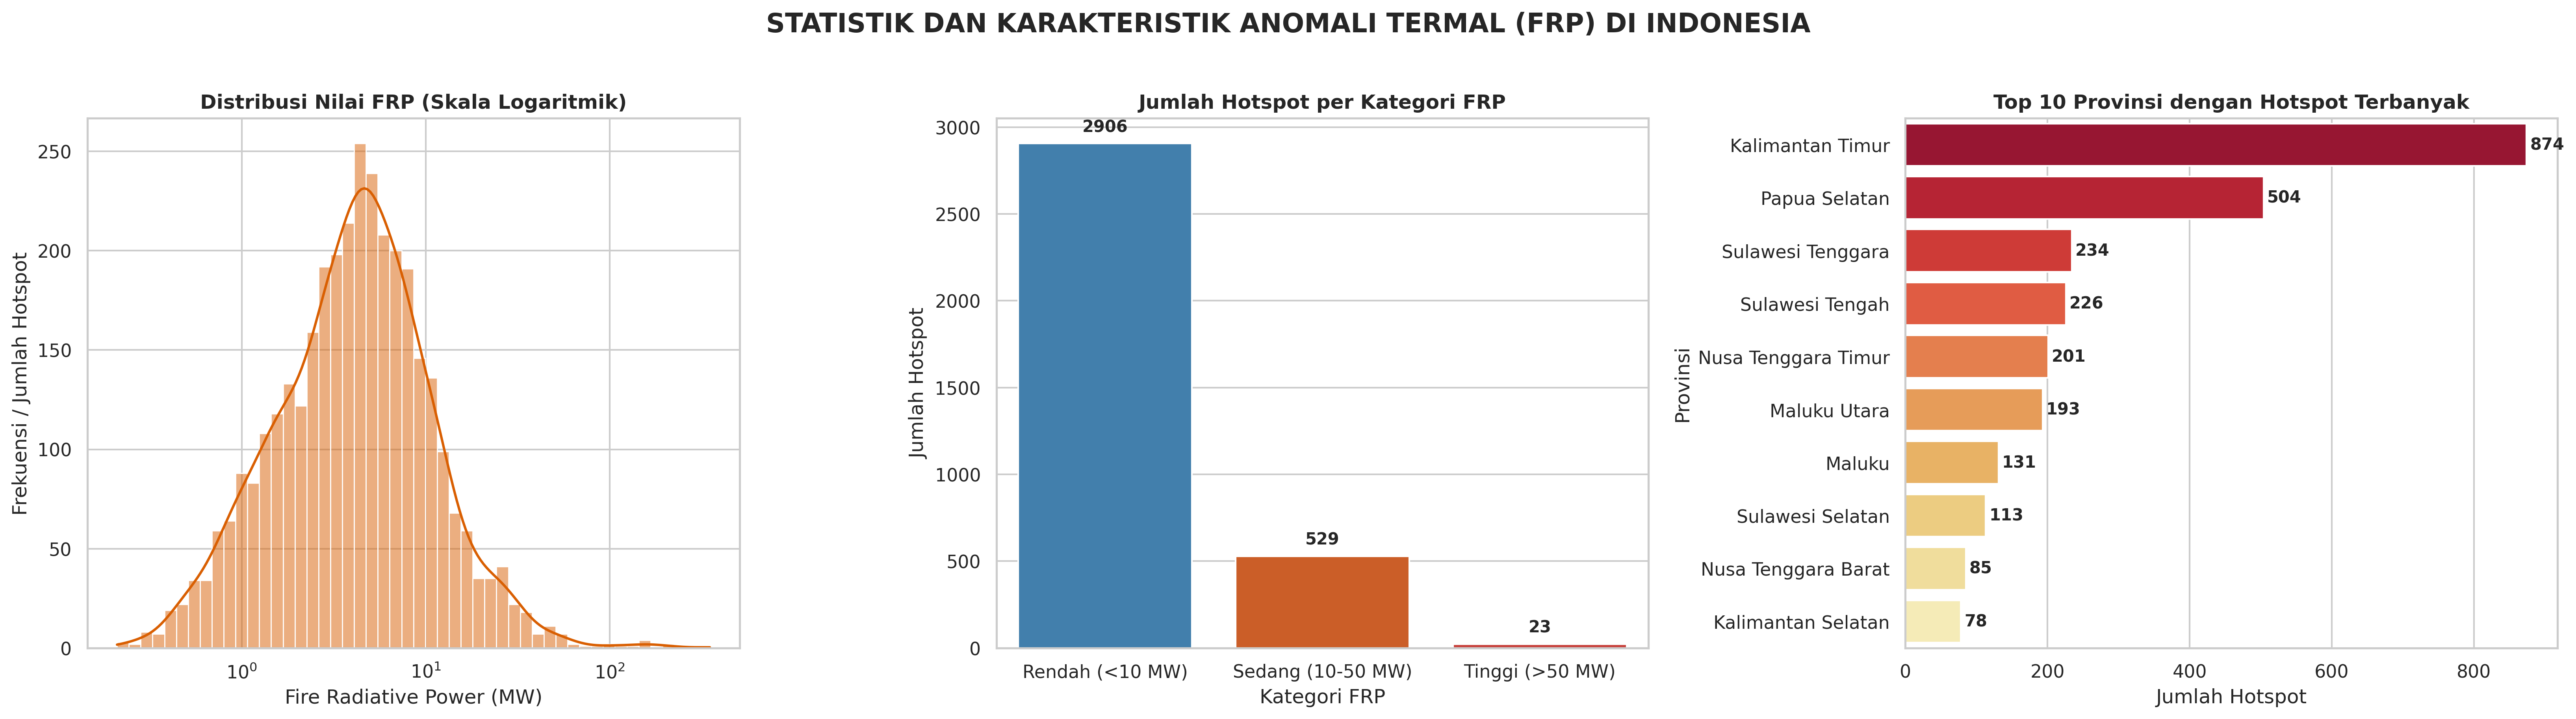 STATISTIK DAN KARAKTERISTIK ANOMALI TERMAL (FRP) DI INDONESIA
Distribusi Nilai FRP (Skala Logaritmik)
Frekuensi / Jumlah Hotspot
250
200
150
100
50
0
10⁰
10¹
10²
Fire Radiative Power (MW)
Jumlah Hotspot per Kategori FRP
Jumlah Hotspot
3000
2500
2000
1500
1000
500
0
2906
529
23
Rendah (<10 MW)
Sedang (10-50 MW)
Tinggi (>50 MW)
Kategori FRP
Top 10 Provinsi dengan Hotspot Terbanyak
Provinsi
Kalimantan Timur 874
Papua Selatan 504
Sulawesi Tenggara 234
Sulawesi Tengah 226
Nusa Tenggara Timur 201
Maluku Utara 193
Maluku 131
Sulawesi Selatan 113
Nusa Tenggara Barat 85
Kalimantan Selatan 78
0
200
400
600
800
Jumlah Hotspot